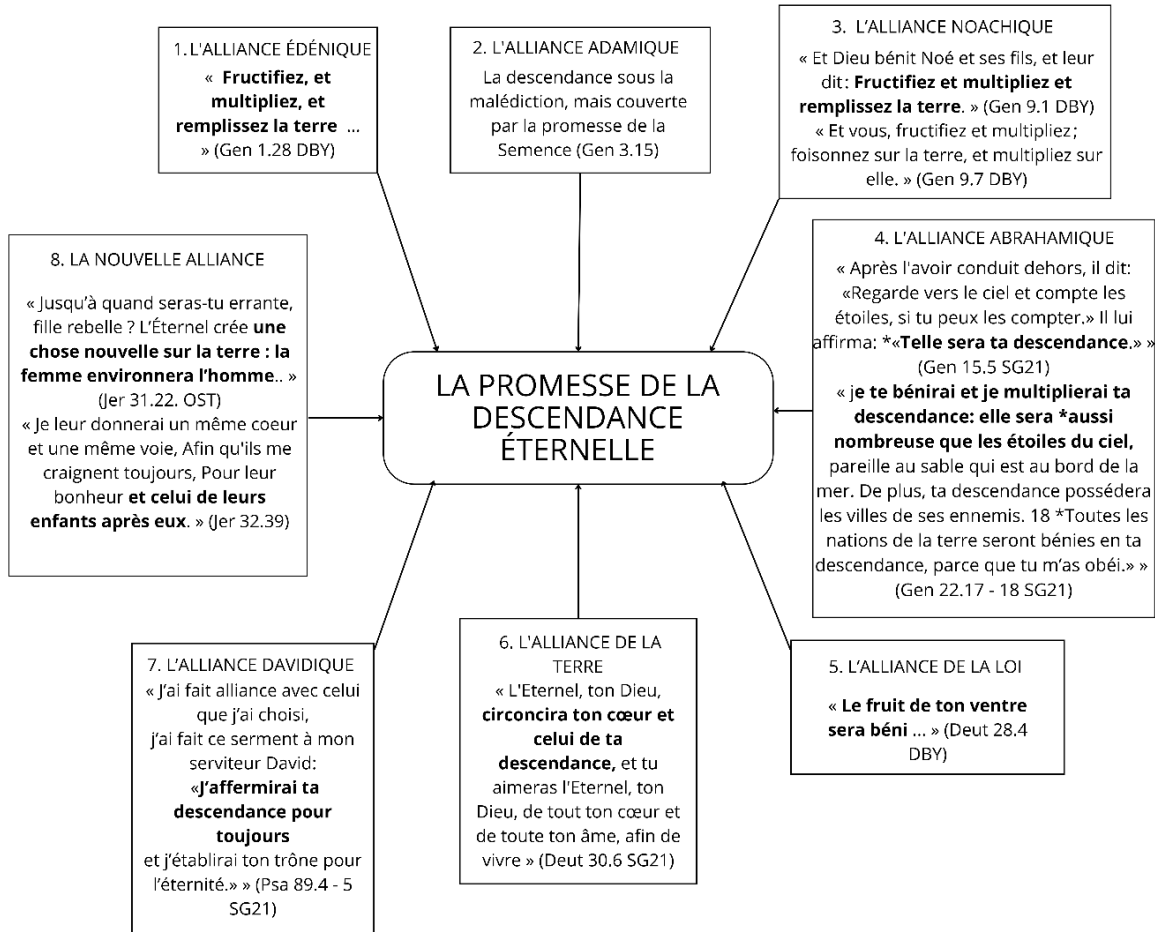 1. L'ALLIANCE ÉDÉNIQUE
« Fructifiez, et
multipliez, et
remplissez la terre ...
» (Gen 1.28 DBY)
2. L'ALLIANCE ADAMIQUE
La descendance sous la
malédiction, mais couverte
par la promesse de la
Semence (Gen 3.15)
3. L'ALLIANCE NOACHIQUE
« Et Dieu bénit Noé et ses fils, et leur
dit: Fructifiez et multipliez et
remplissez la terre. » (Gen 9.1 DBY)
« Et vous, fructifiez et multipliez;
foisonnez sur la terre, et multipliez sur
elle. » (Gen 9.7 DBY)
4. L'ALLIANCE ABRAHAMIQUE
« Après l'avoir conduit dehors, il dit:
«Regarde vers le ciel et compte les
étoiles, si tu peux les compter.» Il lui
affirma: *«Telle sera ta descendance.» »
(Gen 15.5 SG21)
« je te bénirai et je multiplierai ta
descendance: elle sera *aussi
nombreuse que les étoiles du ciel,
pareille au sable qui est au bord de la
mer. De plus, ta descendance possédera
les villes de ses ennemis. 18 *Toutes les
nations de la terre seront bénies en ta
descendance, parce que tu m'as obéi.» »
(Gen 22.17 - 18 SG21)
5. L'ALLIANCE DE LA LOI
« Le fruit de ton ventre
sera béni ... » (Deut 28.4
DBY)
6. L'ALLIANCE DE LA
TERRE
« L'Eternel, ton Dieu,
circoncira ton cœur et
celui de ta
descendance, et tu
aimeras l'Eternel, ton
Dieu, de tout ton cœur et
de toute ton âme, afin de
vivre » (Deut 30.6 SG21)
7. L'ALLIANCE DAVIDIQUE
« J'ai fait alliance avec celui
que j'ai choisi,
j'ai fait ce serment à mon
serviteur David:
«J'affermirai ta
descendance pour
toujours
et j'établirai ton trône pour
l'éternité.» » (Psa 89.4 - 5
SG21)
8. LA NOUVELLE ALLIANCE
« Jusqu'à quand seras-tu errante,
fille rebelle ? L'Éternel crée une
chose nouvelle sur la terre : la
femme environnera l'homme.. »
(Jer 31.22. OST)
« Je leur donnerai un même coeur
et une même voie, Afin qu'ils me
craignent toujours, Pour leur
bonheur et celui de leurs
enfants après eux. » (Jer 32.39)
LA PROMESSE DE LA
DESCENDANCE
ÉTERNELLE